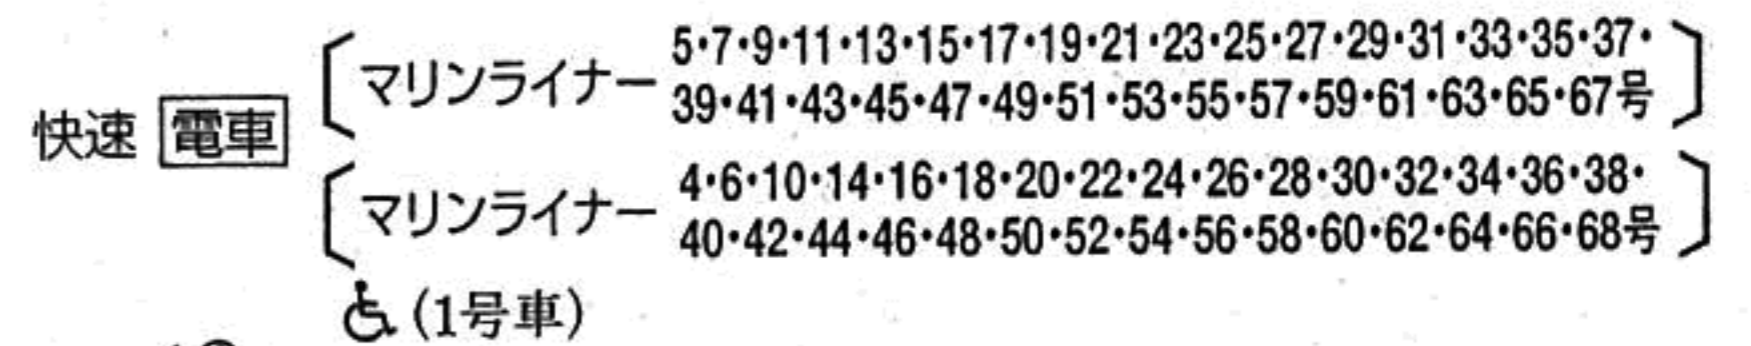 快速 電車
マリンライナー 5・7・9・11・13・15・17・19・21・23・25・27・29・31・33・35・37・
39・41・43・45・47・49・51・53・55・57・59・61・63・65・67号
マリンライナー 4・6・10・14・16・18・20・22・24・26・28・30・32・34・36・38・
40・42・44・46・48・50・52・54・56・58・60・62・64・66・68号
♿(1号車)